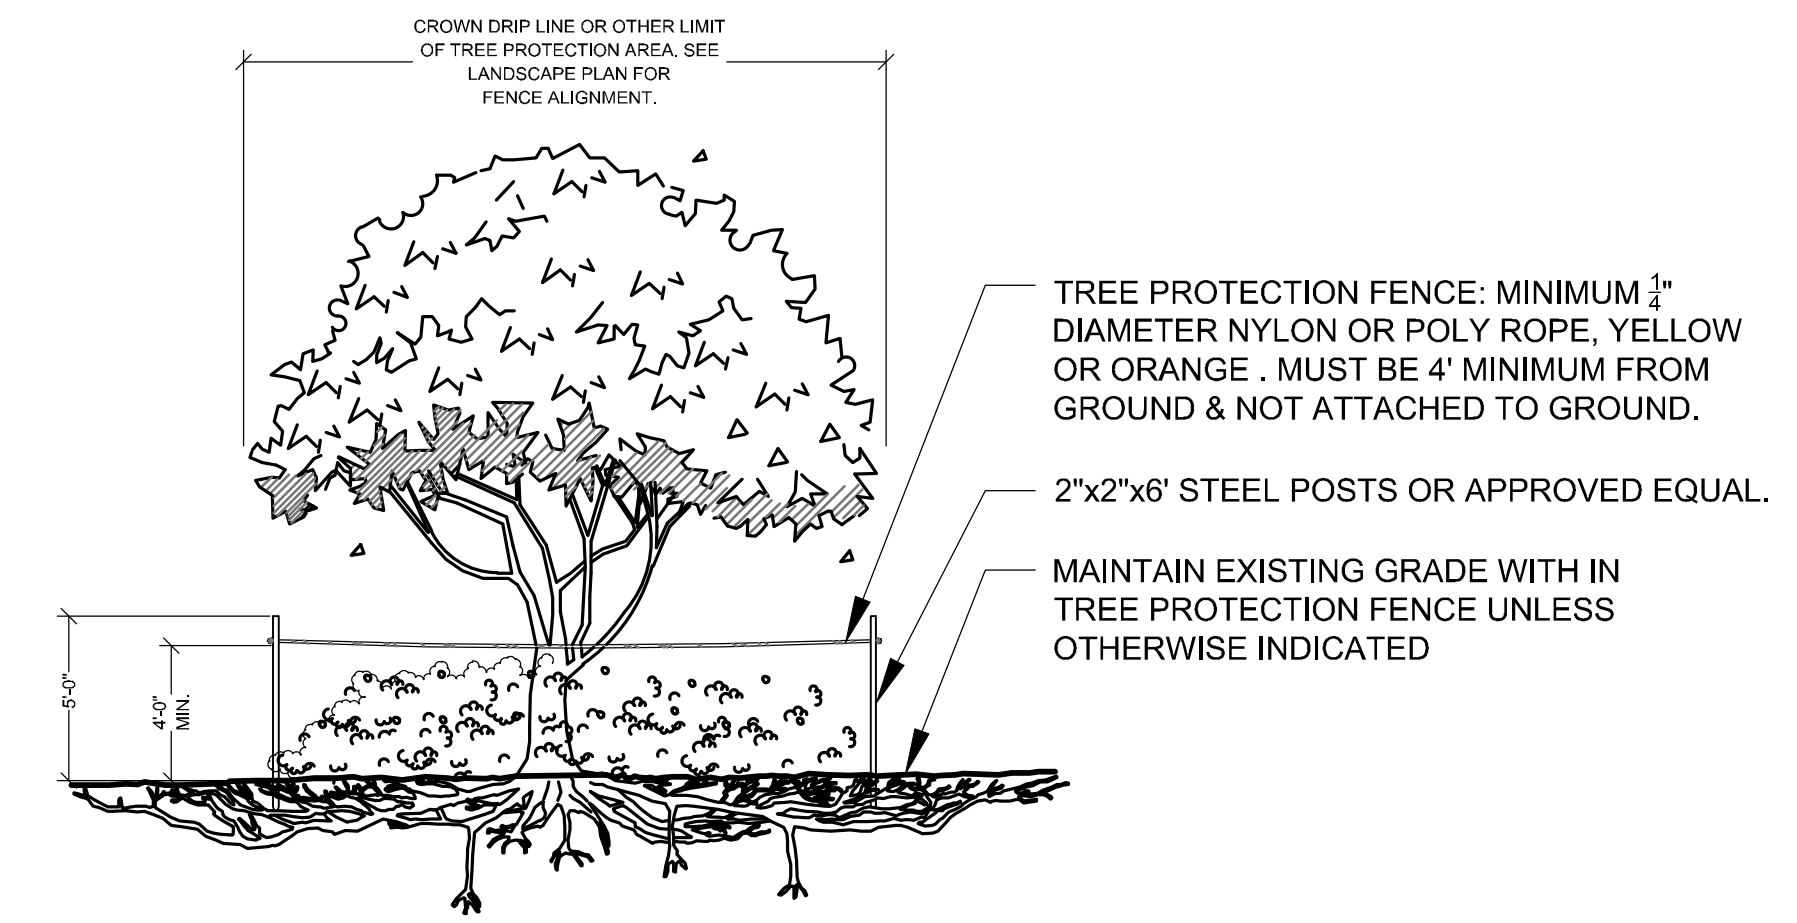 CROWN DRIP LINE OR OTHER LIMIT
OF TREE PROTECTION AREA. SEE
LANDSCAPE PLAN FOR
FENCE ALIGNMENT.
TREE PROTECTION FENCE: MINIMUM 1/4"
DIAMETER NYLON OR POLY ROPE, YELLOW
OR ORANGE . MUST BE 4' MINIMUM FROM
GROUND & NOT ATTACHED TO GROUND.
2"x2"x6' STEEL POSTS OR APPROVED EQUAL.
MAINTAIN EXISTING GRADE WITH IN
TREE PROTECTION FENCE UNLESS
OTHERWISE INDICATED
5'-0"
4'-0"
MIN.